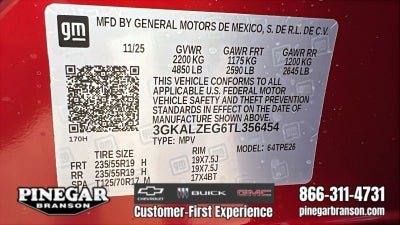 gm
MFD BY GENERAL MOTORS DE MEXICO, S. DE R.L. DE C.V.
11/25 GVWR GAWR FRT GAWR RR
2200 KG 1175 KG 1200 KG
4850 LB 2590 LB 2645 LB
THIS VEHICLE CONFORMS TO ALL
APPLICABLE U.S. FEDERAL MOTOR
VEHICLE SAFETY AND THEFT PREVENTION
STANDARDS IN EFFECT ON THE DATE OF
MANUFACTURE SHOWN ABOVE.
3GKALZEG6TL356454
170H TYPE: MPV MODEL: 64TPE26
TIRE SIZE RIM
FRT 235/55R19 H 19X7.5J
RR 235/55R19 H 19X7.5J
SPA T125/70R17 M 17X4BT
PINEGAR
BRANSON
CHEVROLET BUICK GMC
Customer-First Experience
866-311-4731
pinegarbranson.com